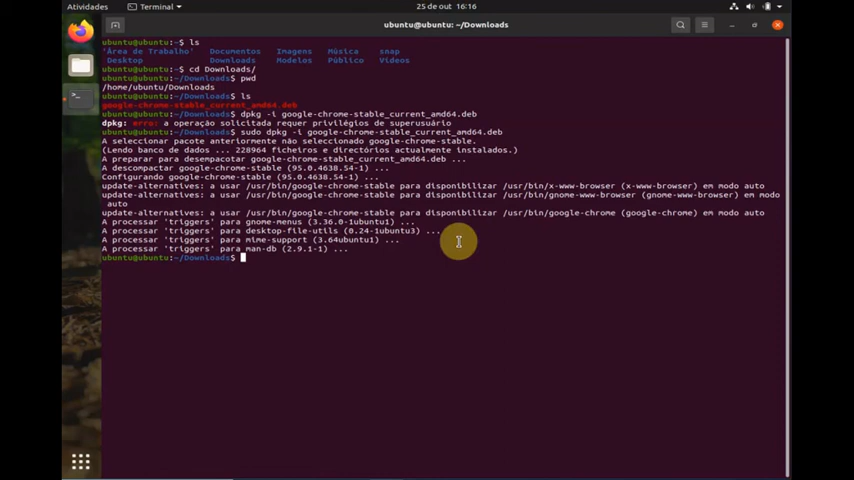 Atividades
Terminal
25 de out 16:16
ubuntu@ubuntu: ~/Downloads
ubuntu@ubuntu:~$ ls
'Área de Trabalho' Documentos Imagens Música snap
Desktop Downloads Modelos Público Vídeos
ubuntu@ubuntu:~$ cd Downloads/
ubuntu@ubuntu:~/Downloads$ pwd
/home/ubuntu/Downloads
ubuntu@ubuntu:~/Downloads$ ls
google-chrome-stable_current_amd64.deb
ubuntu@ubuntu:~/Downloads$ dpkg -i google-chrome-stable_current_amd64.deb
dpkg: erro: a operação solicitada requer privilégios de superusuário
ubuntu@ubuntu:~/Downloads$ sudo dpkg -i google-chrome-stable_current_amd64.deb
A seleccionar pacote anteriormente não seleccionado google-chrome-stable.
(Lendo banco de dados ... 228964 ficheiros e directórios actualmente instalados.)
A preparar para desempacotar google-chrome-stable_current_amd64.deb ...
A descompactar google-chrome-stable (95.0.4638.54-1) ...
Configurando google-chrome-stable (95.0.4638.54-1) ...
update-alternatives: a usar /usr/bin/google-chrome-stable para disponibilizar /usr/bin/x-www-browser (x-www-browser) em modo auto
update-alternatives: a usar /usr/bin/google-chrome-stable para disponibilizar /usr/bin/gnome-www-browser (gnome-www-browser) em modo
auto
update-alternatives: a usar /usr/bin/google-chrome-stable para disponibilizar /usr/bin/google-chrome (google-chrome) em modo auto
A processar 'triggers' para gnome-menus (3.36.0-1ubuntu1) ...
A processar 'triggers' para desktop-file-utils (0.24-1ubuntu3) ...
A processar 'triggers' para mime-support (3.64ubuntu1) ...
A processar 'triggers' para man-db (2.9.1-1) ...
ubuntu@ubuntu:~/Downloads$